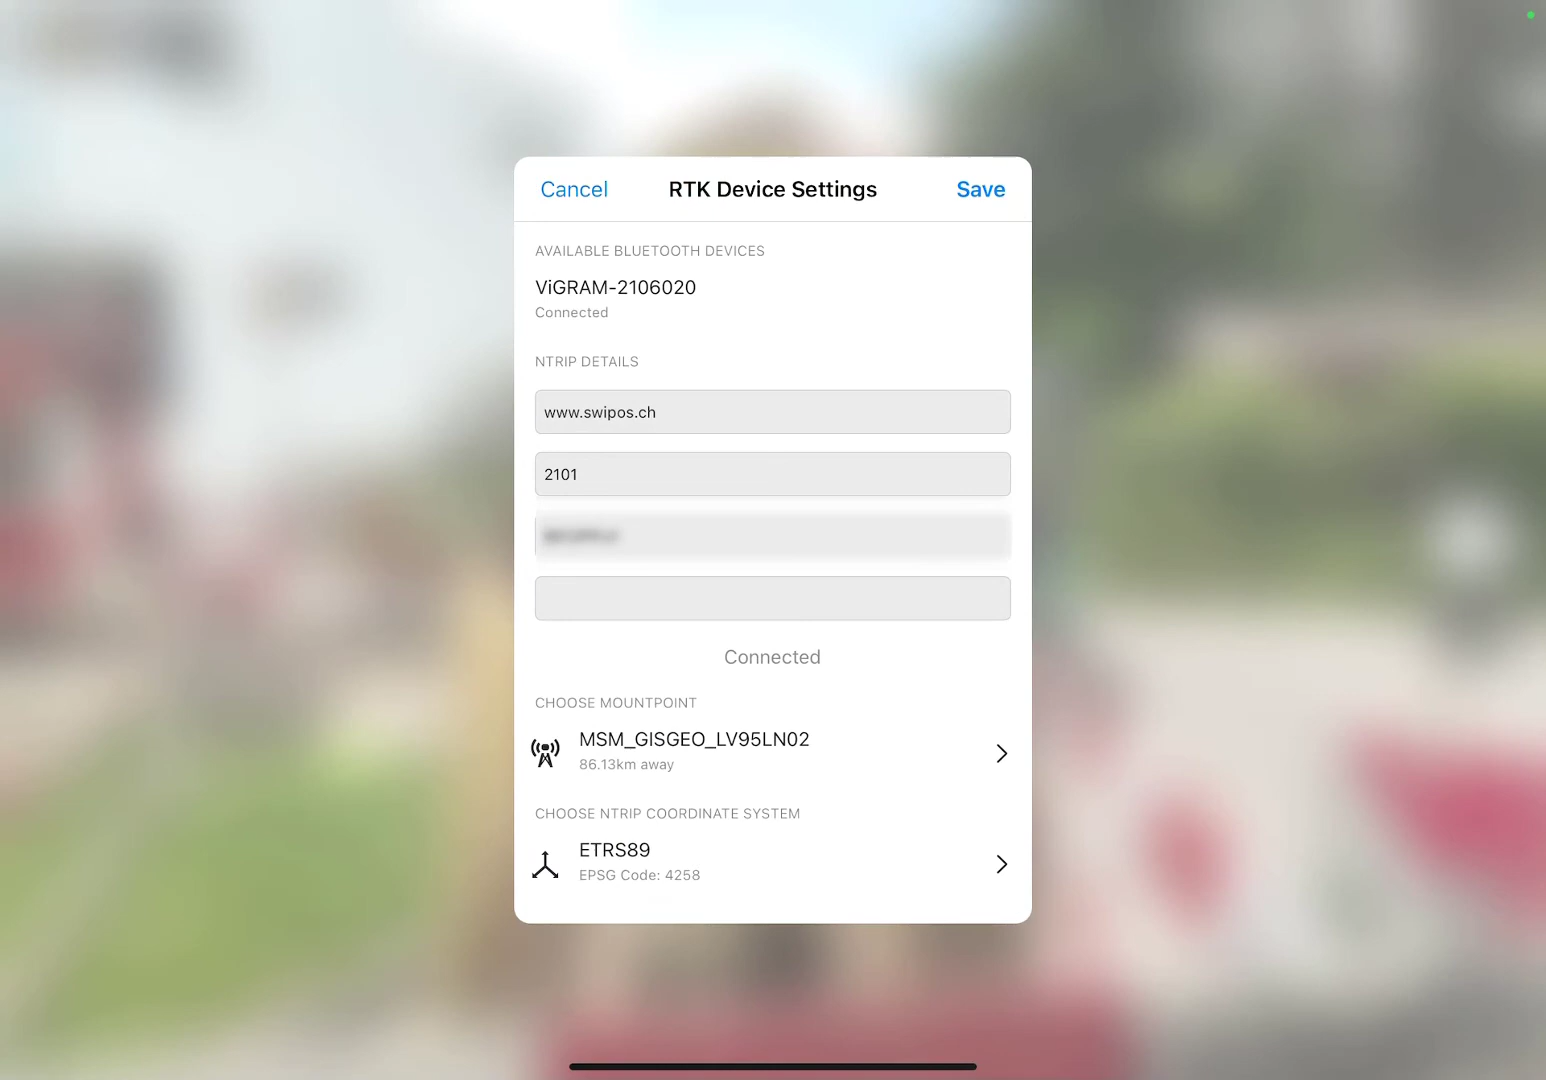 Cancel
RTK Device Settings
Save
AVAILABLE BLUETOOTH DEVICES
ViGRAM-2106020
Connected
NTRIP DETAILS
www.swipos.ch
2101
Connected
CHOOSE MOUNTPOINT
MSM_GISGEO_LV95LN02
86.13km away
CHOOSE NTRIP COORDINATE SYSTEM
ETRS89
EPSG Code: 4258